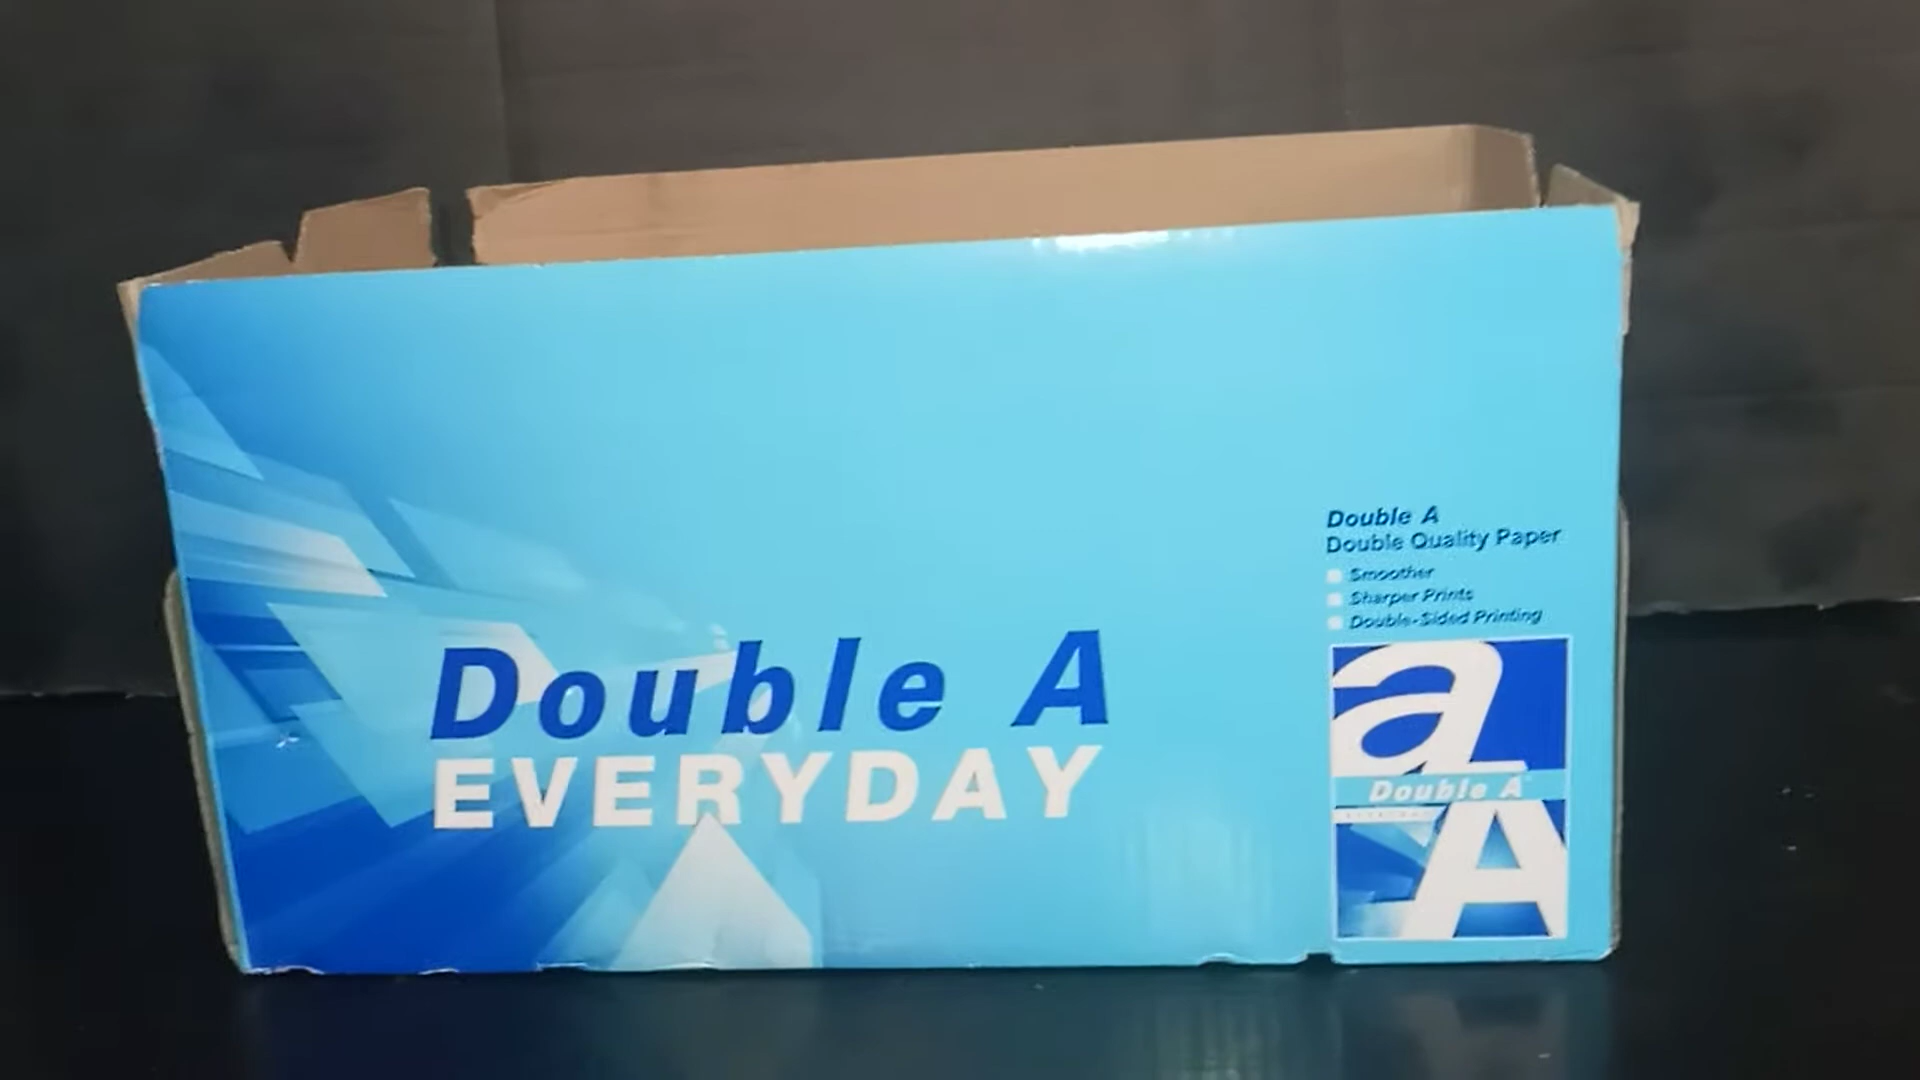 Double A
EVERYDAY
Double A
Double Quality Paper
Smoother
Sharper Prints
Double-Sided Printing
a
Double A
A